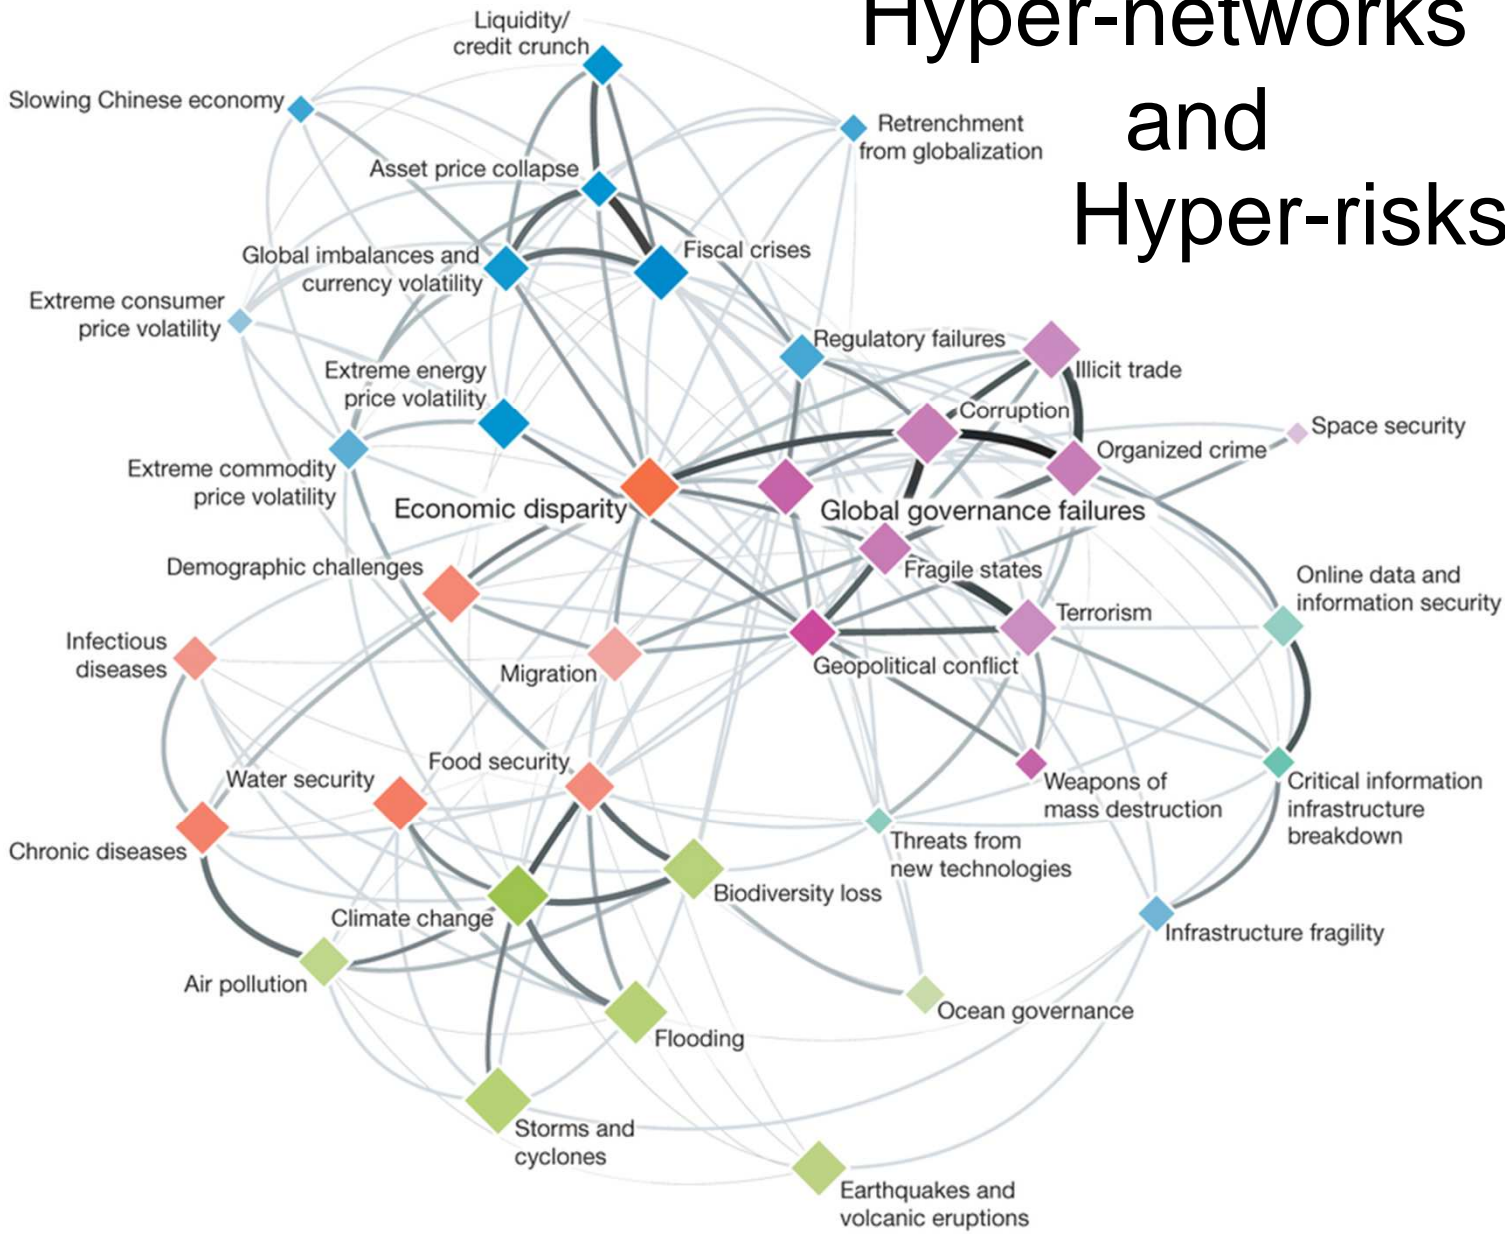 Hyper-networks
and
Hyper-risks
Liquidity/
credit crunch
Slowing Chinese economy
Retrenchment
from globalization
Asset price collapse
Global imbalances and
currency volatility
Fiscal crises
Extreme consumer
price volatility
Regulatory failures
Illicit trade
Extreme energy
price volatility
Corruption
Space security
Organized crime
Extreme commodity
price volatility
Economic disparity
Global governance failures
Demographic challenges
Fragile states
Online data and
information security
Terrorism
Infectious
diseases
Migration
Geopolitical conflict
Food security
Water security
Weapons of
mass destruction
Critical information
infrastructure
breakdown
Threats from
new technologies
Chronic diseases
Biodiversity loss
Climate change
Infrastructure fragility
Air pollution
Ocean governance
Flooding
Storms and
cyclones
Earthquakes and
volcanic eruptions